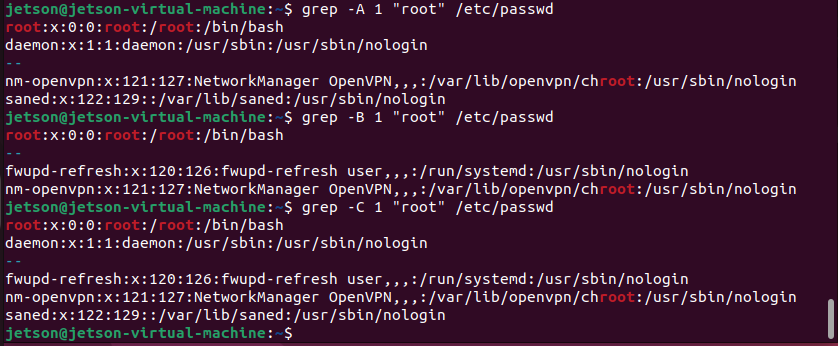 jetson@jetson-virtual-machine:~$ grep -A 1 "root" /etc/passwd
root:x:0:0:root:/root:/bin/bash
daemon:x:1:1:daemon:/usr/sbin:/usr/sbin/nologin
--
nm-openvpn:x:121:127:NetworkManager OpenVPN,,,:/var/lib/openvpn/chroot:/usr/sbin/nologin
saned:x:122:129::/var/lib/saned:/usr/sbin/nologin
jetson@jetson-virtual-machine:~$ grep -B 1 "root" /etc/passwd
root:x:0:0:root:/root:/bin/bash
--
fwupd-refresh:x:120:126:fwupd-refresh user,,,:/run/systemd:/usr/sbin/nologin
nm-openvpn:x:121:127:NetworkManager OpenVPN,,,:/var/lib/openvpn/chroot:/usr/sbin/nologin
jetson@jetson-virtual-machine:~$ grep -C 1 "root" /etc/passwd
root:x:0:0:root:/root:/bin/bash
daemon:x:1:1:daemon:/usr/sbin:/usr/sbin/nologin
--
fwupd-refresh:x:120:126:fwupd-refresh user,,,:/run/systemd:/usr/sbin/nologin
nm-openvpn:x:121:127:NetworkManager OpenVPN,,,:/var/lib/openvpn/chroot:/usr/sbin/nologin
saned:x:122:129::/var/lib/saned:/usr/sbin/nologin
jetson@jetson-virtual-machine:~$